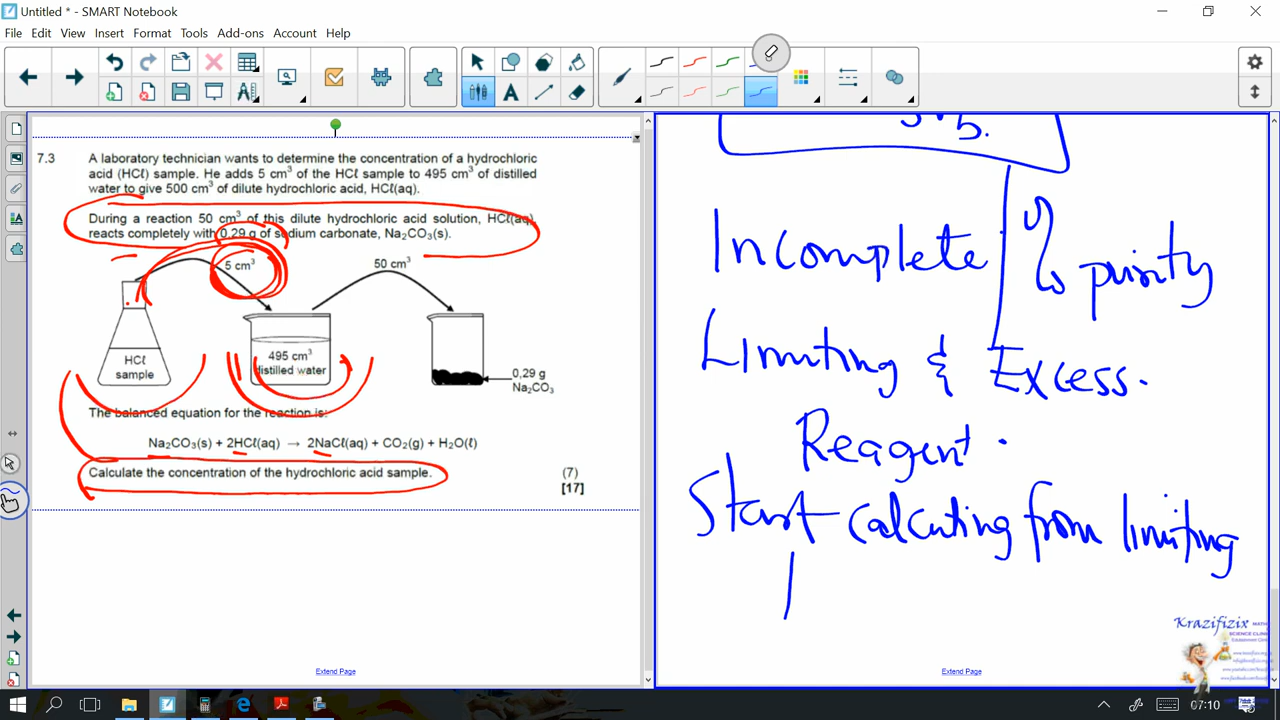 Untitled * - SMART Notebook
File Edit View Insert Format Tools Add-ons Account Help
7.3 A laboratory technician wants to determine the concentration of a hydrochloric
acid (HCℓ) sample. He adds 5 cm³ of the HCℓ sample to 495 cm³ of distilled
water to give 500 cm³ of dilute hydrochloric acid, HCℓ(aq).
During a reaction 50 cm³ of this dilute hydrochloric acid solution, HCℓ(aq)
reacts completely with 0,29 g of sodium carbonate, Na₂CO₃(s).
5 cm³
50 cm³
HCℓ
sample
495 cm³
distilled water
0,29 g
Na₂CO₃
The balanced equation for the reaction is:
Na₂CO₃(s) + 2HCℓ(aq) → 2NaCℓ(aq) + CO₂(g) + H₂O(ℓ)
Calculate the concentration of the hydrochloric acid sample. (7)
[17]
Extend Page
Incomplete
% purity
Limiting & Excess.
Reagent.
Start calculating from limiting
Krazifizix MATH
SCIENCE CLINIC
Extend Page
07:10